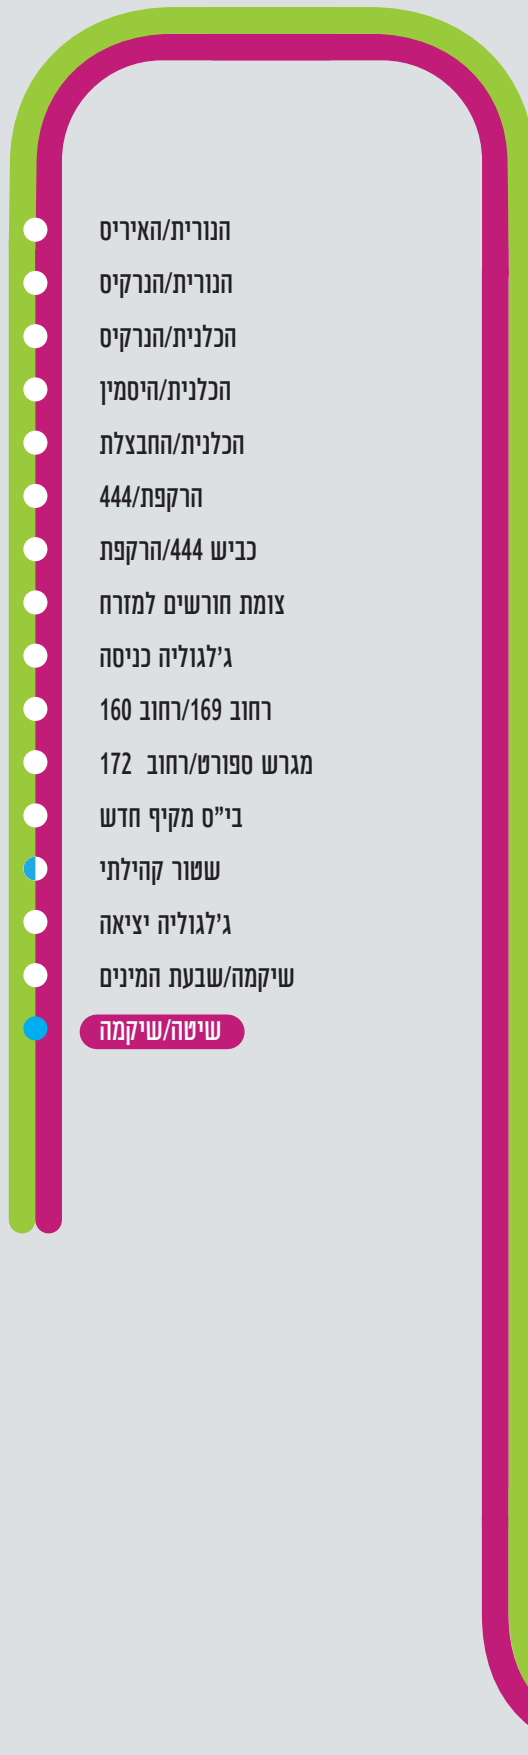 הנורית/האיריס
הנורית/הנרקיס
הכלנית/הנרקיס
הכלנית/היסמין
הכלנית/החבצלת
הרקפת/444
כביש 444/הרקפת
צומת חורשים למזרח
ג'לגוליה כניסה
רחוב 169/רחוב 160
מגרש ספורט/רחוב 172
בי"ס מקיף חדש
שטור קהילתי
ג'לגוליה יציאה
שיקמה/שבעת המינים
שיטה/שיקמה